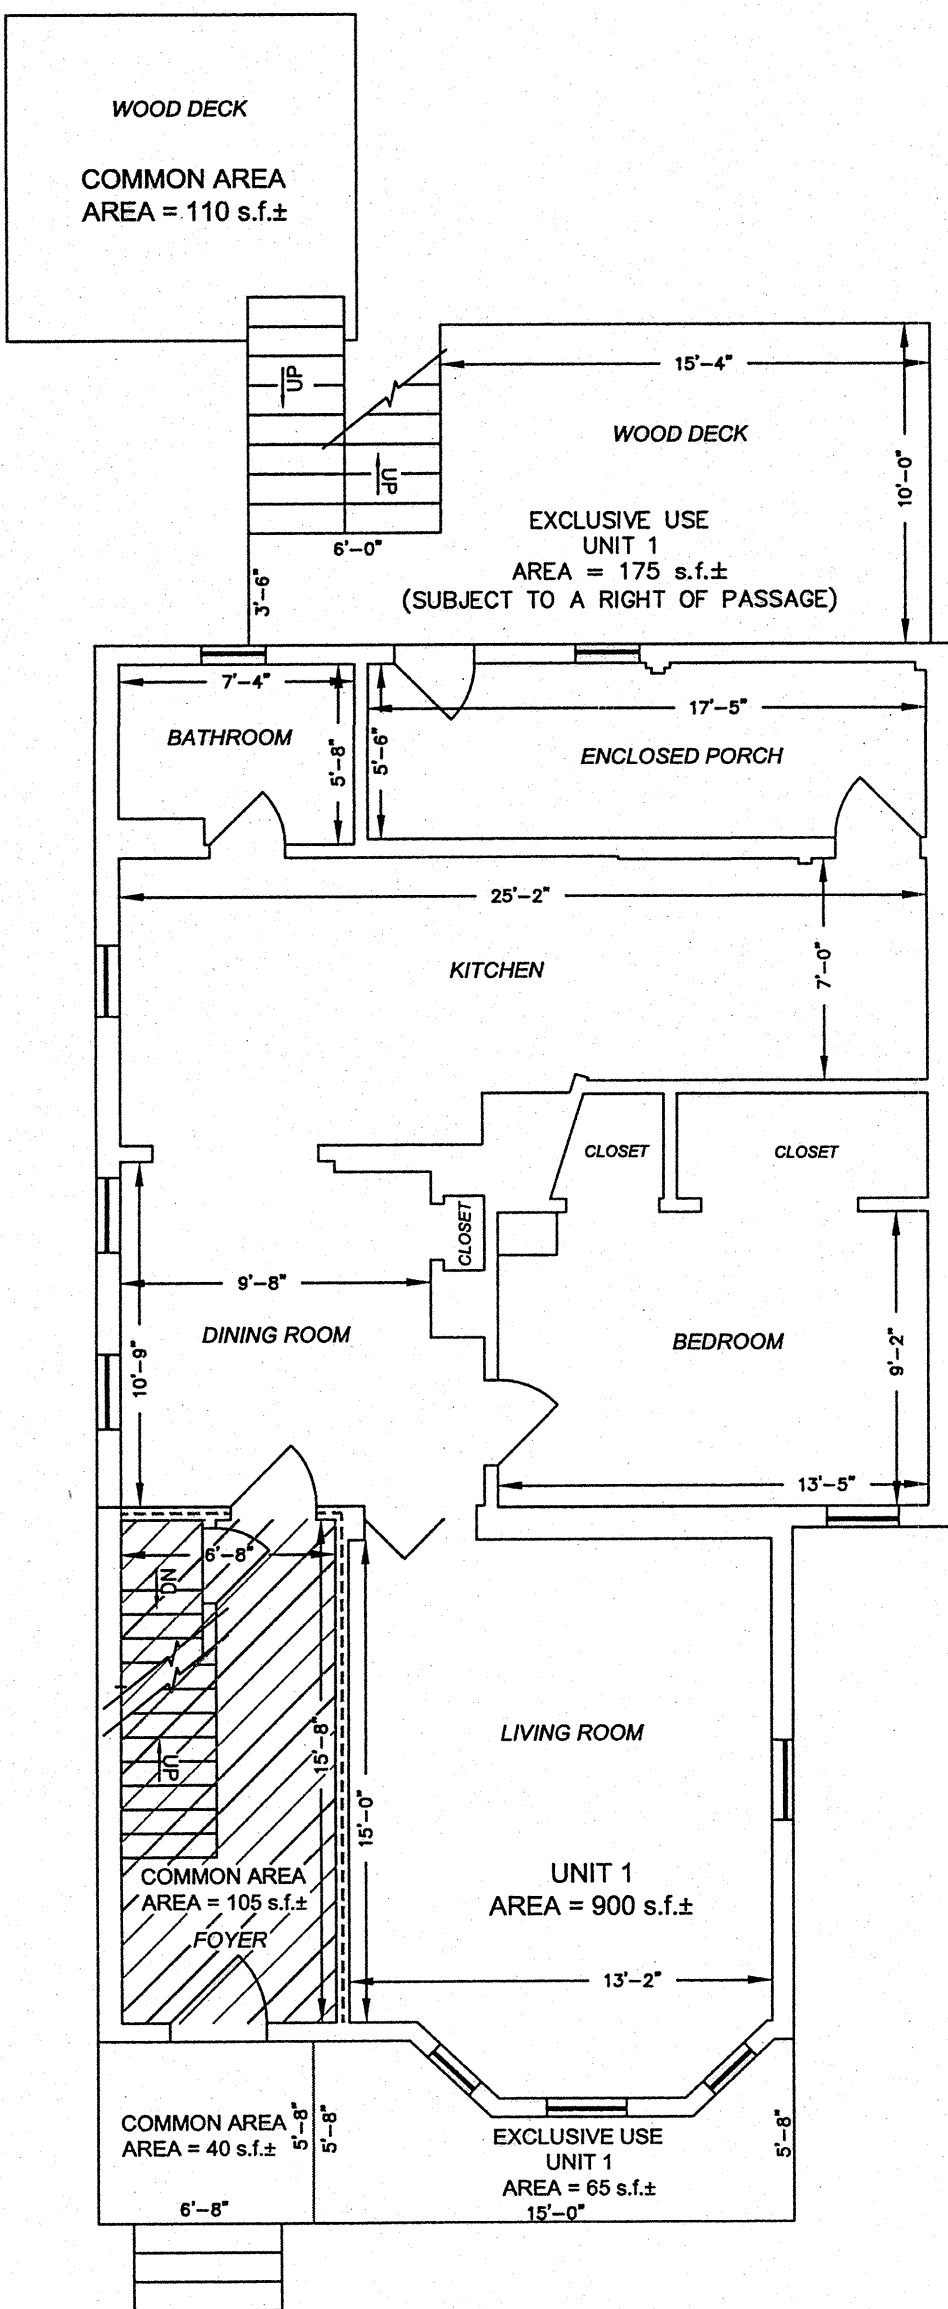 WOOD DECK
COMMON AREA
AREA = 110 s.f.±
UP
15'-4"
WOOD DECK
10'-0"
UP
EXCLUSIVE USE
UNIT 1
AREA = 175 s.f.±
(SUBJECT TO A RIGHT OF PASSAGE)
6'-0"
3'-6"
7'-4"
BATHROOM
5'-8"
5'-6"
17'-5"
ENCLOSED PORCH
25'-2"
KITCHEN
7'-0"
CLOSET
CLOSET
CLOSET
9'-8"
DINING ROOM
10'-9"
BEDROOM
9'-2"
13'-5"
6'-8"
DN
15'-8"
UP
LIVING ROOM
15'-0"
COMMON AREA
AREA = 105 s.f.±
FOYER
UNIT 1
AREA = 900 s.f.±
13'-2"
COMMON AREA
AREA = 40 s.f.±
5'-8"
5'-8"
6'-8"
EXCLUSIVE USE
UNIT 1
AREA = 65 s.f.±
15'-0"
5'-8"